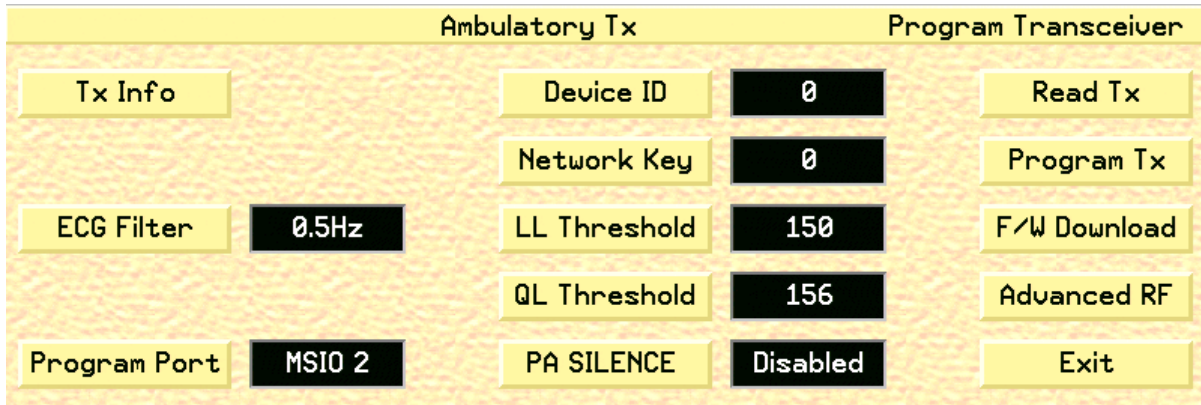 Ambulatory Tx Program Transceiver
Tx Info Device ID 0 Read Tx
Network Key 0 Program Tx
ECG Filter 0.5Hz LL Threshold 150 F/W Download
QL Threshold 156 Advanced RF
Program Port MSIO 2 PA SILENCE Disabled Exit